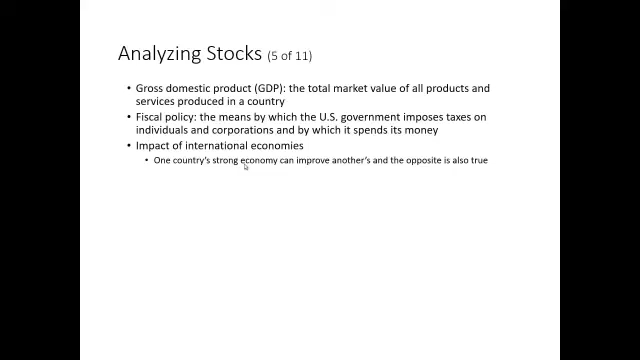 Analyzing Stocks (5 of 11)
• Gross domestic product (GDP): the total market value of all products and
services produced in a country
• Fiscal policy: the means by which the U.S. government imposes taxes on
individuals and corporations and by which it spends its money
• Impact of international economies
• One country's strong economy can improve another's and the opposite is also true